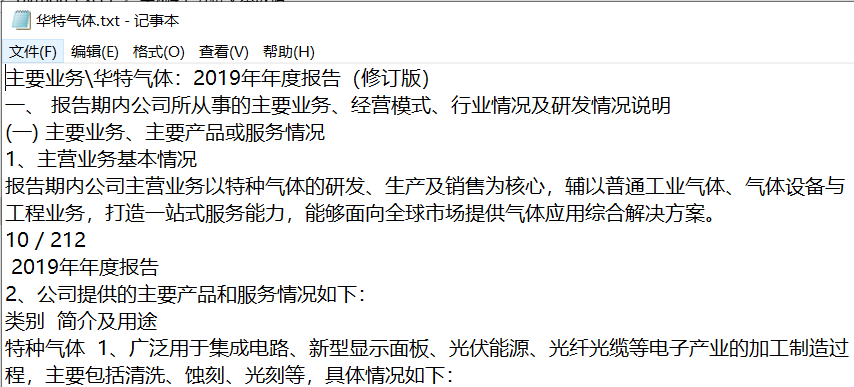 华特气体.txt - 记事本
文件(F) 编辑(E) 格式(O) 查看(V) 帮助(H)
主要业务\华特气体：2019年年度报告（修订版）
一、 报告期内公司所从事的主要业务、经营模式、行业情况及研发情况说明
(一) 主要业务、主要产品或服务情况
1、主营业务基本情况
报告期内公司主营业务以特种气体的研发、生产及销售为核心，辅以普通工业气体、气体设备与
工程业务，打造一站式服务能力，能够面向全球市场提供气体应用综合解决方案。
10 / 212
2019年年度报告
2、公司提供的主要产品和服务情况如下：
类别 简介及用途
特种气体 1、广泛用于集成电路、新型显示面板、光伏能源、光纤光缆等电子产业的加工制造过
程，主要包括清洗、蚀刻、光刻等，具体情况如下：